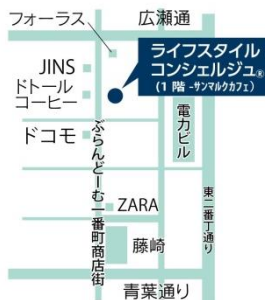 フォーラス
広瀬通
ライフスタイル
コンシェルジュ®
(1階-サンマルクカフェ)
JINS
ドトール
コーヒー
ドコモ
電力ビル
ぶらんどーむ一番町商店街
東二番丁通り
ZARA
藤崎
青葉通り